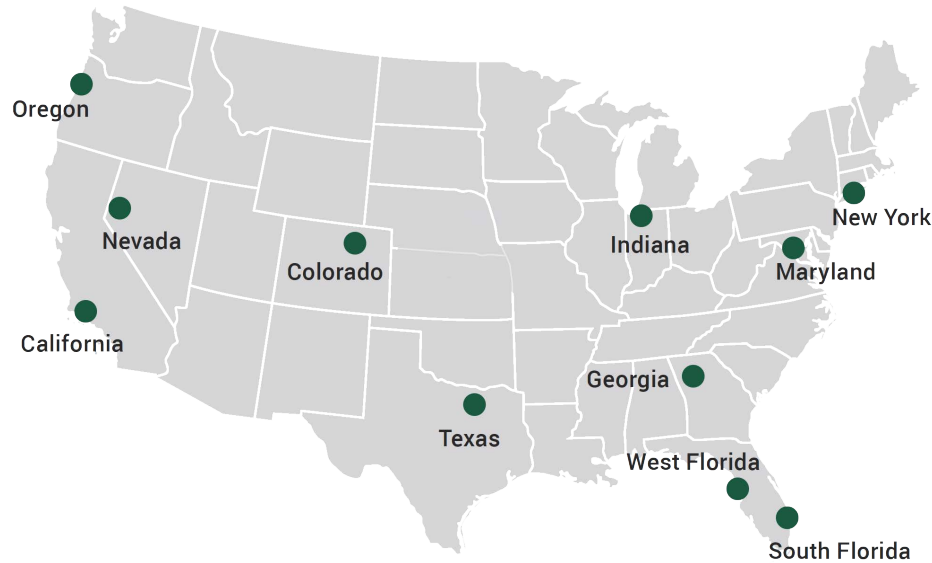 Oregon
New York
Nevada
Indiana
Colorado
Maryland
California
Georgia
Texas
West Florida
South Florida